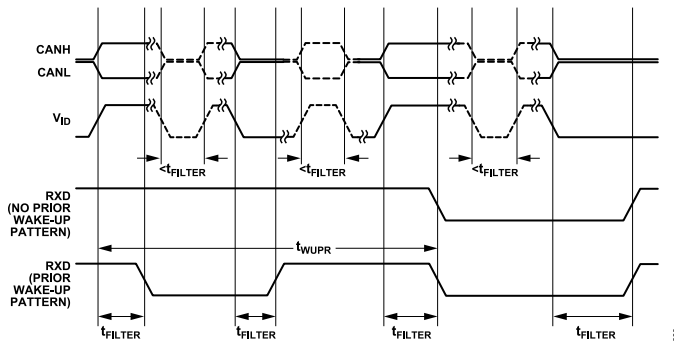 CANH
CANL
VID
<tFILTER
<tFILTER
<tFILTER
RXD
(NO PRIOR
WAKE-UP
PATTERN)
tWUPR
RXD
(PRIOR
WAKE-UP
PATTERN)
tFILTER
tFILTER
tFILTER
tFILTER